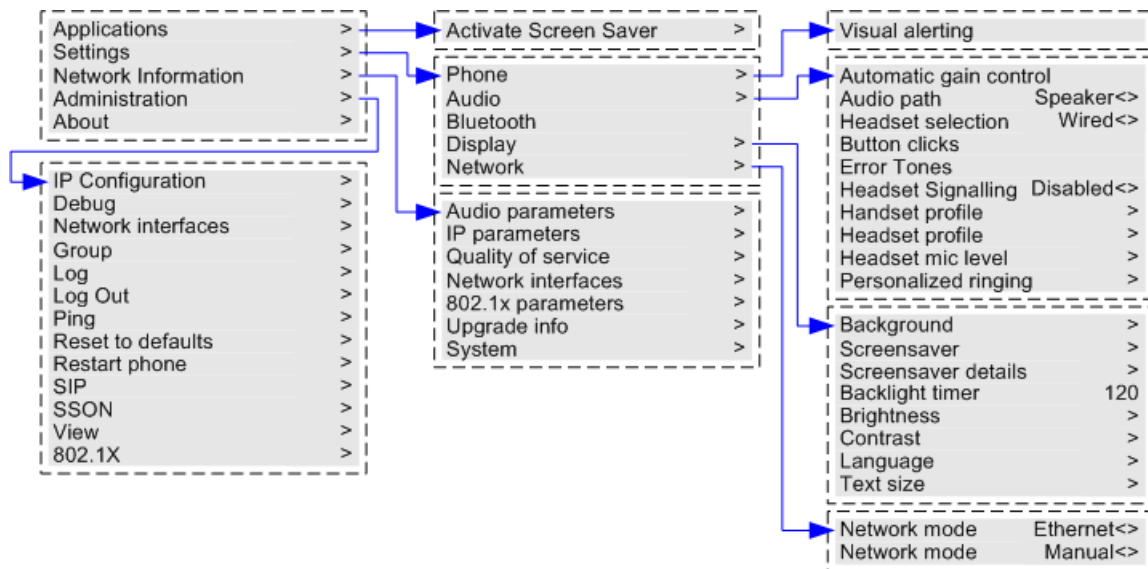 Applications >
Settings >
Network Information >
Administration >
About >
IP Configuration >
Debug >
Network interfaces >
Group >
Log >
Log Out >
Ping >
Reset to defaults >
Restart phone >
SIP >
SSON >
View >
802.1X >
Activate Screen Saver >
Phone >
Audio >
Bluetooth
Display >
Network >
Audio parameters >
IP parameters >
Quality of service >
Network interfaces >
802.1x parameters >
Upgrade info >
System >
Visual alerting
Automatic gain control
Audio path Speaker<>
Headset selection Wired<>
Button clicks
Error Tones
Headset Signalling Disabled<>
Handset profile >
Headset profile >
Headset mic level >
Personalized ringing >
Background >
Screensaver >
Screensaver details >
Backlight timer 120
Brightness >
Contrast >
Language >
Text size >
Network mode Ethernet<>
Network mode Manual<>